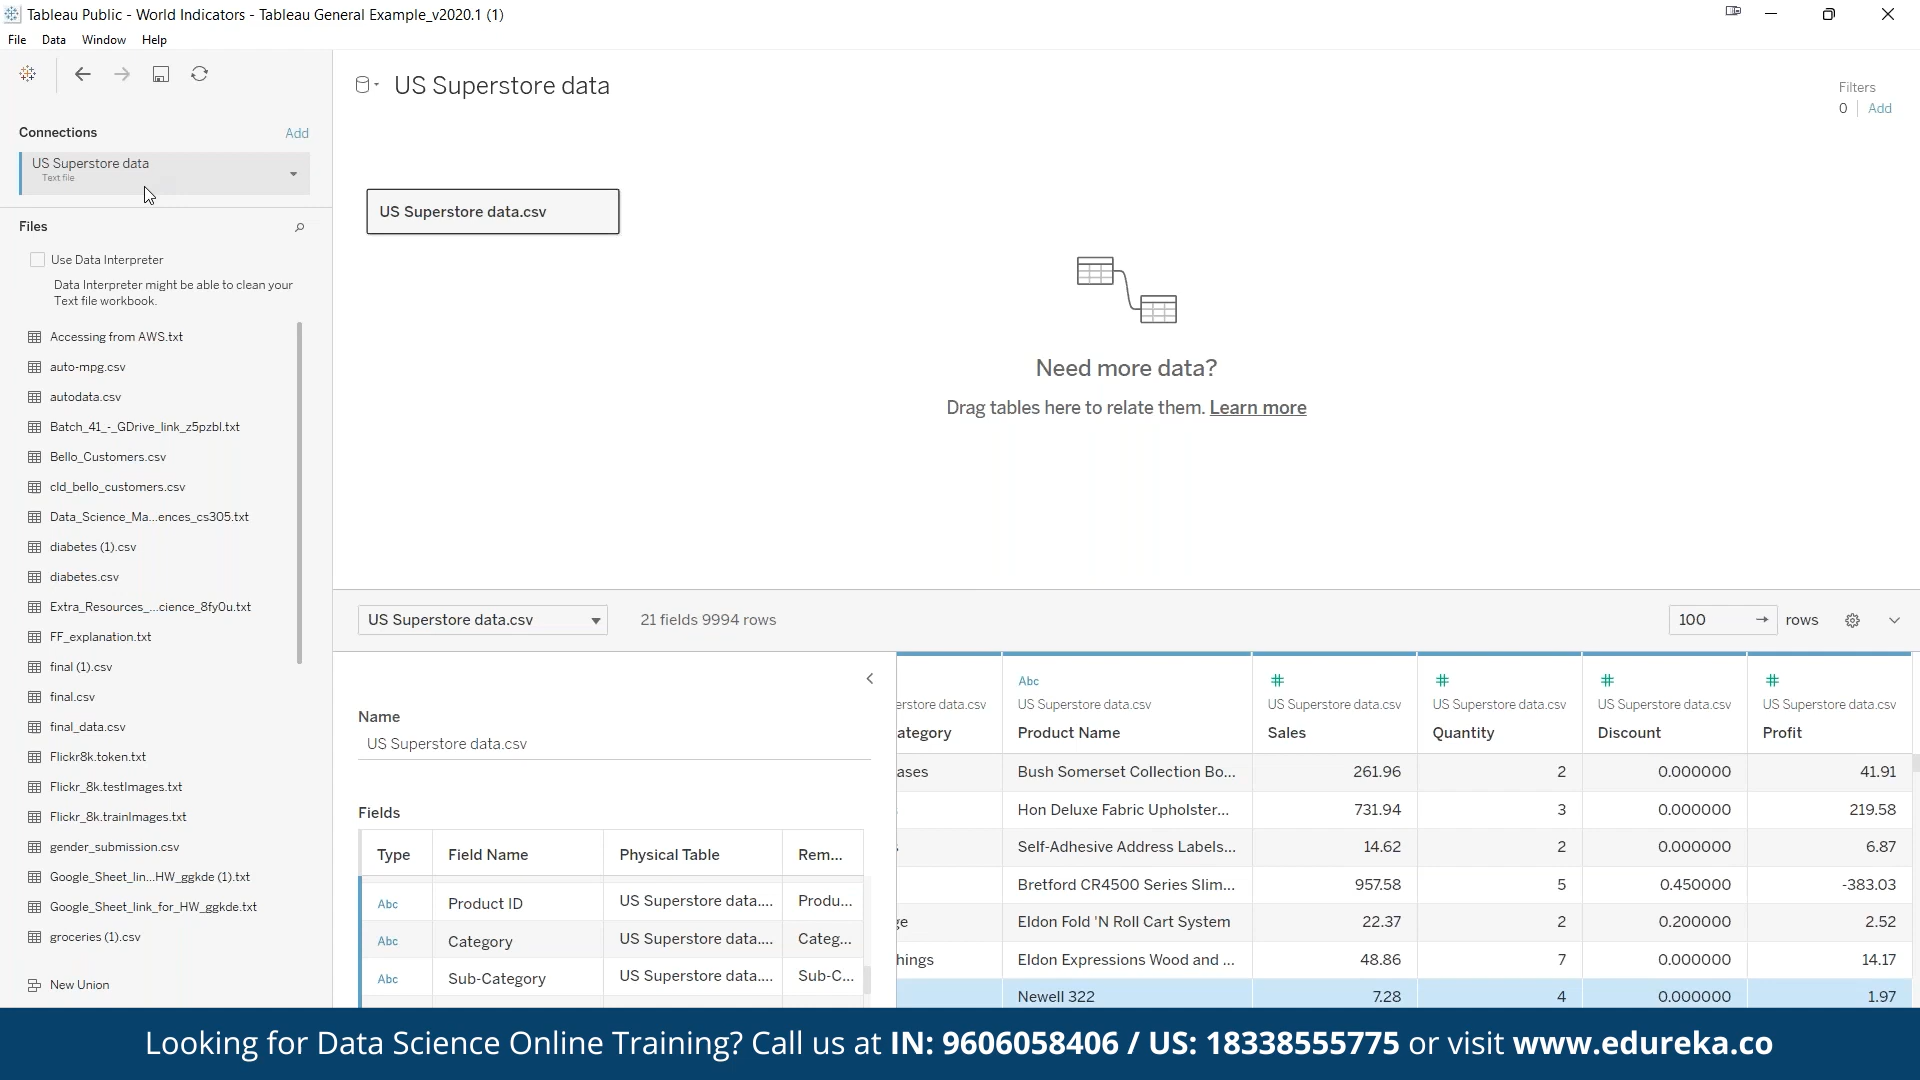 Tableau Public - World Indicators - Tableau General Example_v2020.1 (1)
File Data Window Help
Connections Add
US Superstore data
Text file
Files
Use Data Interpreter
Data Interpreter might be able to clean your
Text file workbook.
Accessing from AWS.txt
auto-mpg.csv
autodata.csv
Batch_41_-_GDrive_link_z5pzbl.txt
Bello_Customers.csv
cld_bello_customers.csv
Data_Science_Ma...ences_cs305.txt
diabetes (1).csv
diabetes.csv
Extra_Resources_...cience_8fy0u.txt
FF_explanation.txt
final (1).csv
final.csv
final_data.csv
Flickr8k.token.txt
Flickr_8k.testImages.txt
Flickr_8k.trainImages.txt
gender_submission.csv
Google_Sheet_lin...HW_ggkde (1).txt
Google_Sheet_link_for_HW_ggkde.txt
groceries (1).csv
New Union
US Superstore data
Filters
0 Add
US Superstore data.csv
Need more data?
Drag tables here to relate them. Learn more
US Superstore data.csv 21 fields 9994 rows 100 → rows
Name
US Superstore data.csv
Fields
Type Field Name Physical Table Rem...
Abc Product ID US Superstore data.... Produ...
Abc Category US Superstore data.... Categ...
Abc Sub-Category US Superstore data.... Sub-C...
Abc # # # #
erstore data.csv US Superstore data.csv US Superstore data.csv US Superstore data.csv US Superstore data.csv US Superstore data.csv
ategory Product Name Sales Quantity Discount Profit
ases Bush Somerset Collection Bo... 261.96 2 0.000000 41.91
Hon Deluxe Fabric Upholster... 731.94 3 0.000000 219.58
Self-Adhesive Address Labels... 14.62 2 0.000000 6.87
Bretford CR4500 Series Slim... 957.58 5 0.450000 -383.03
ge Eldon Fold 'N Roll Cart System 22.37 2 0.200000 2.52
hings Eldon Expressions Wood and ... 48.86 7 0.000000 14.17
Newell 322 7.28 4 0.000000 1.97
Looking for Data Science Online Training? Call us at IN: 9606058406 / US: 18338555775 or visit www.edureka.co